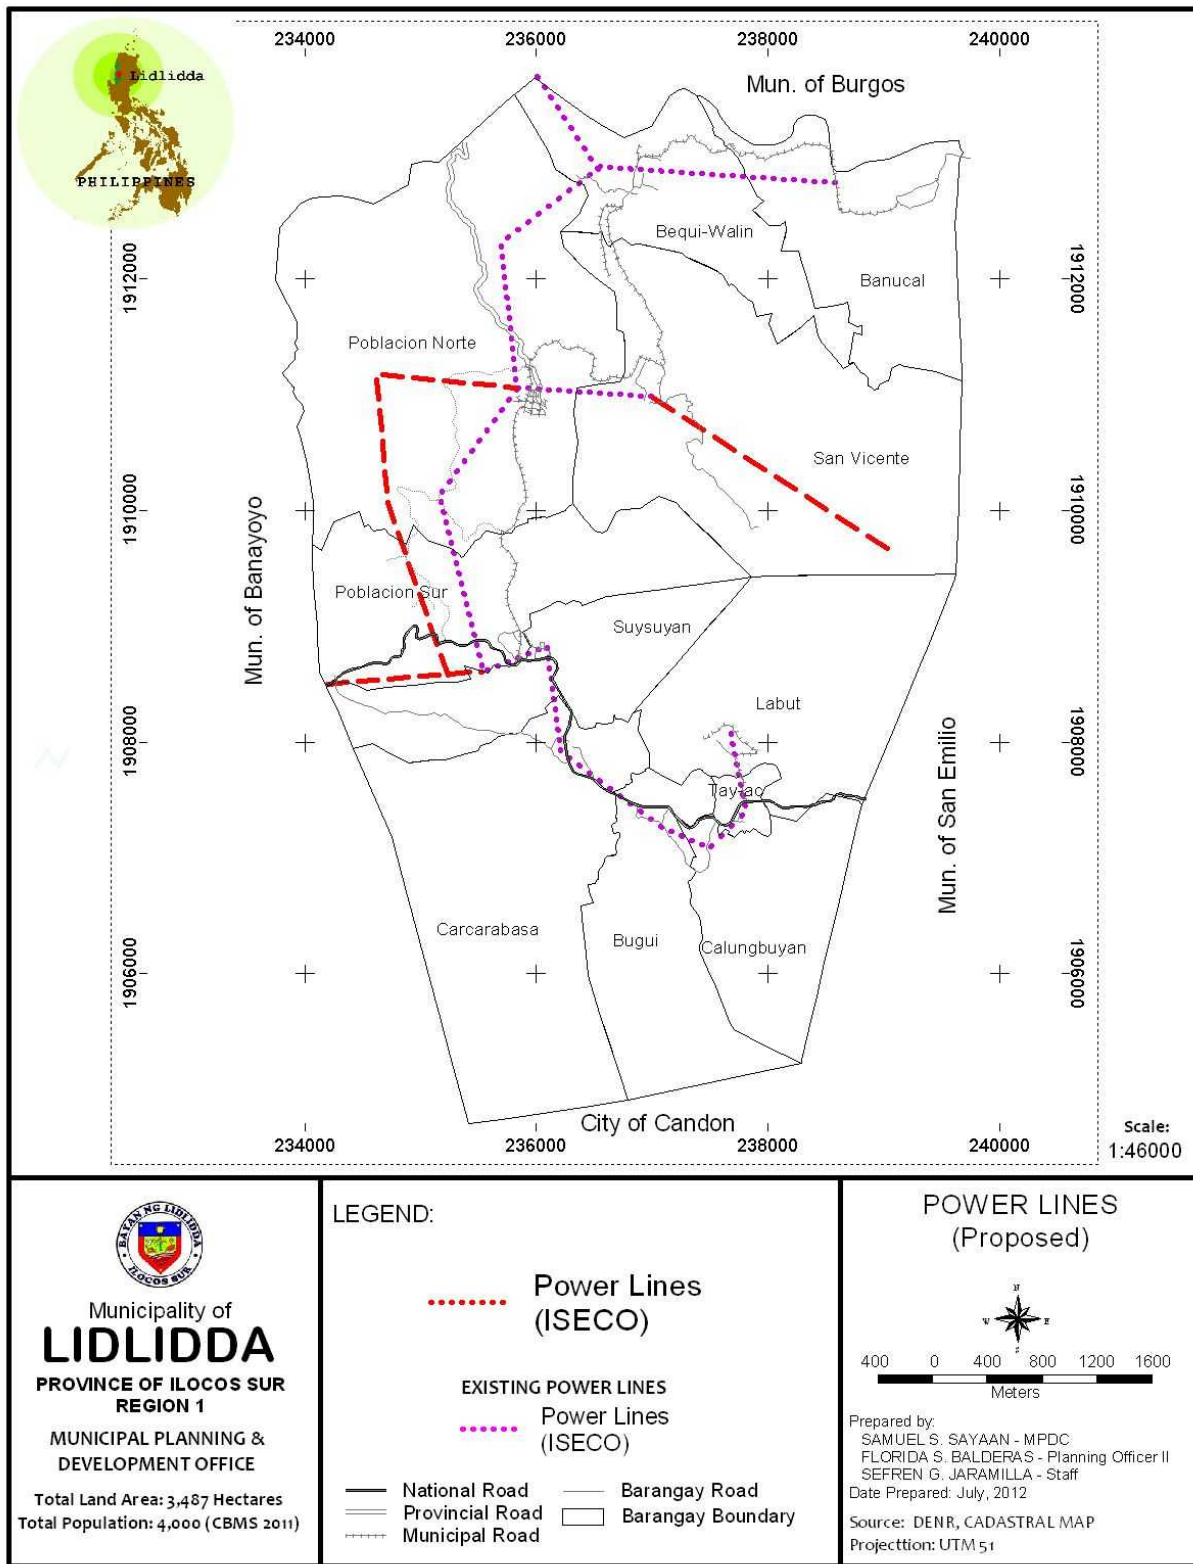 234000 236000 238000 240000
Lidlidda
PHILIPPINES
Mun. of Burgos
Bequi-Walin
Banucal
1912000
1912000
Poblacion Norte
San Vicente
1910000
1910000
Mun. of Banayoyo
Poblacion Sur
Suysuyan
Labut
1908000
1908000
Tay-ac
Mun. of San Emilio
Carcarabasa
Bugui
Calungbuyan
1906000
1906000
City of Candon
234000 236000 238000 240000
Scale:
1:46000
BAYAN NG LIDLIDDA
ILOCOS SUR
Municipality of
LIDLIDDA
PROVINCE OF ILOCOS SUR
REGION 1
MUNICIPAL PLANNING &
DEVELOPMENT OFFICE
Total Land Area: 3,487 Hectares
Total Population: 4,000 (CBMS 2011)
LEGEND:
Power Lines
(ISECO)
EXISTING POWER LINES
Power Lines
(ISECO)
National Road
Provincial Road
Municipal Road
Barangay Road
Barangay Boundary
POWER LINES
(Proposed)
N
W E
S
400 0 400 800 1200 1600
Meters
Prepared by:
SAMUEL S. SAYAAN - MPDC
FLORIDA S. BALDERAS - Planning Officer II
SEFREN G. JARAMILLA - Staff
Date Prepared: July, 2012
Source: DENR, CADASTRAL MAP
Projecttion: UTM 51